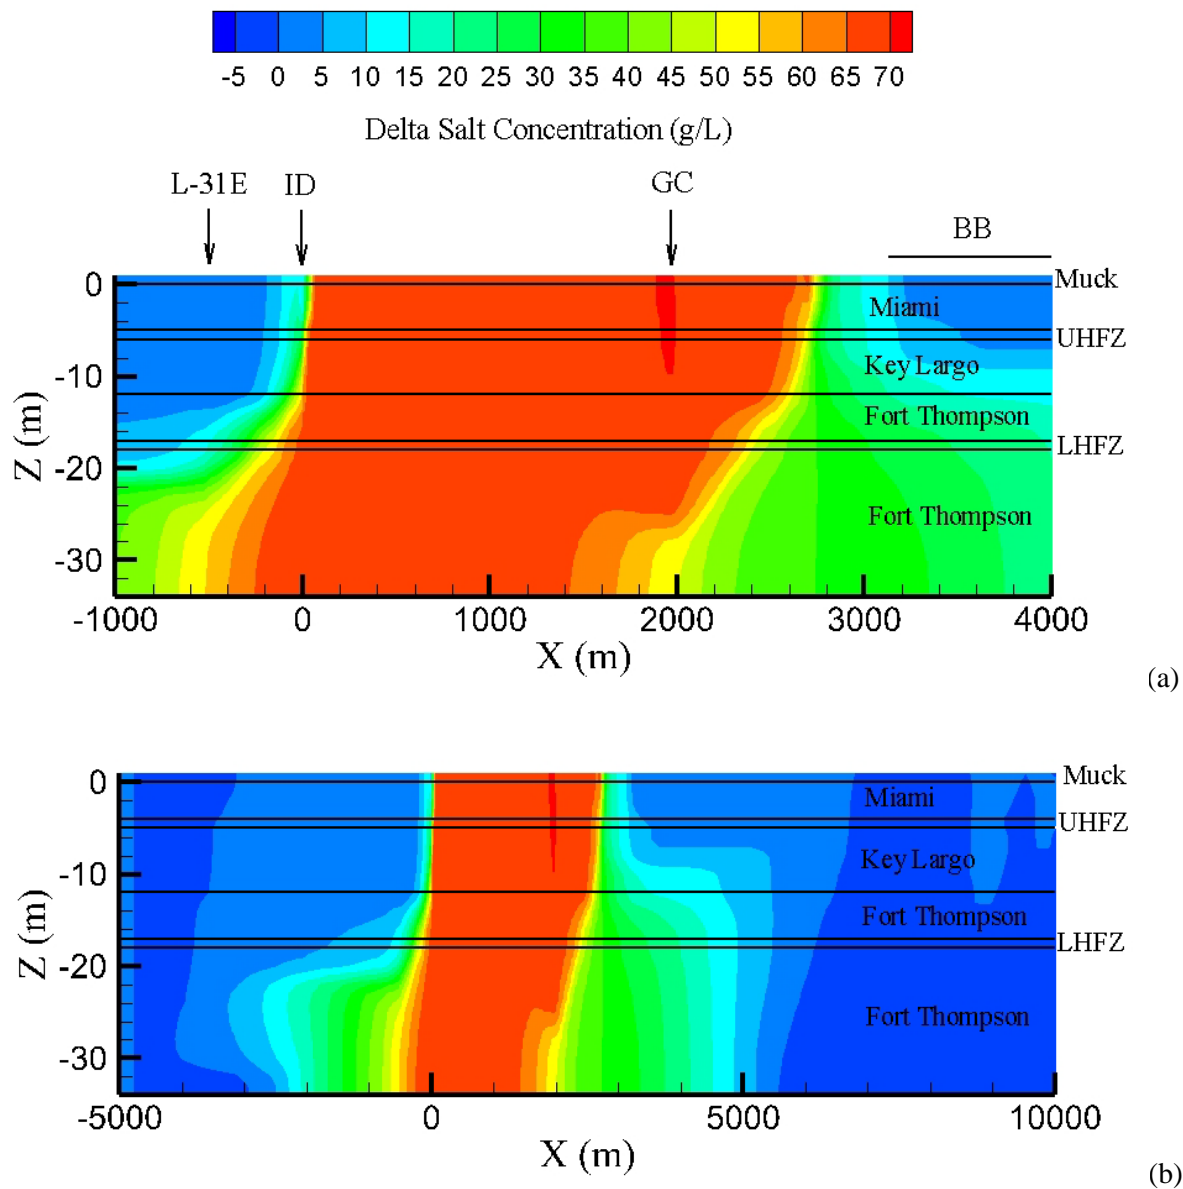 -5 0 5 10 15 20 25 30 35 40 45 50 55 60 65 70
Delta Salt Concentration (g/L)
L-31E ID GC
BB
0 Muck
Miami
UHFZ
Key Largo
-10
Fort Thompson
LHFZ
-20
Fort Thompson
-30
Z (m)
-1000 0 1000 2000 3000 4000
X (m)
(a)
0 Muck
Miami
UHFZ
Key Largo
-10
Fort Thompson
LHFZ
-20
Fort Thompson
-30
Z (m)
-5000 0 5000 10000
X (m)
(b)